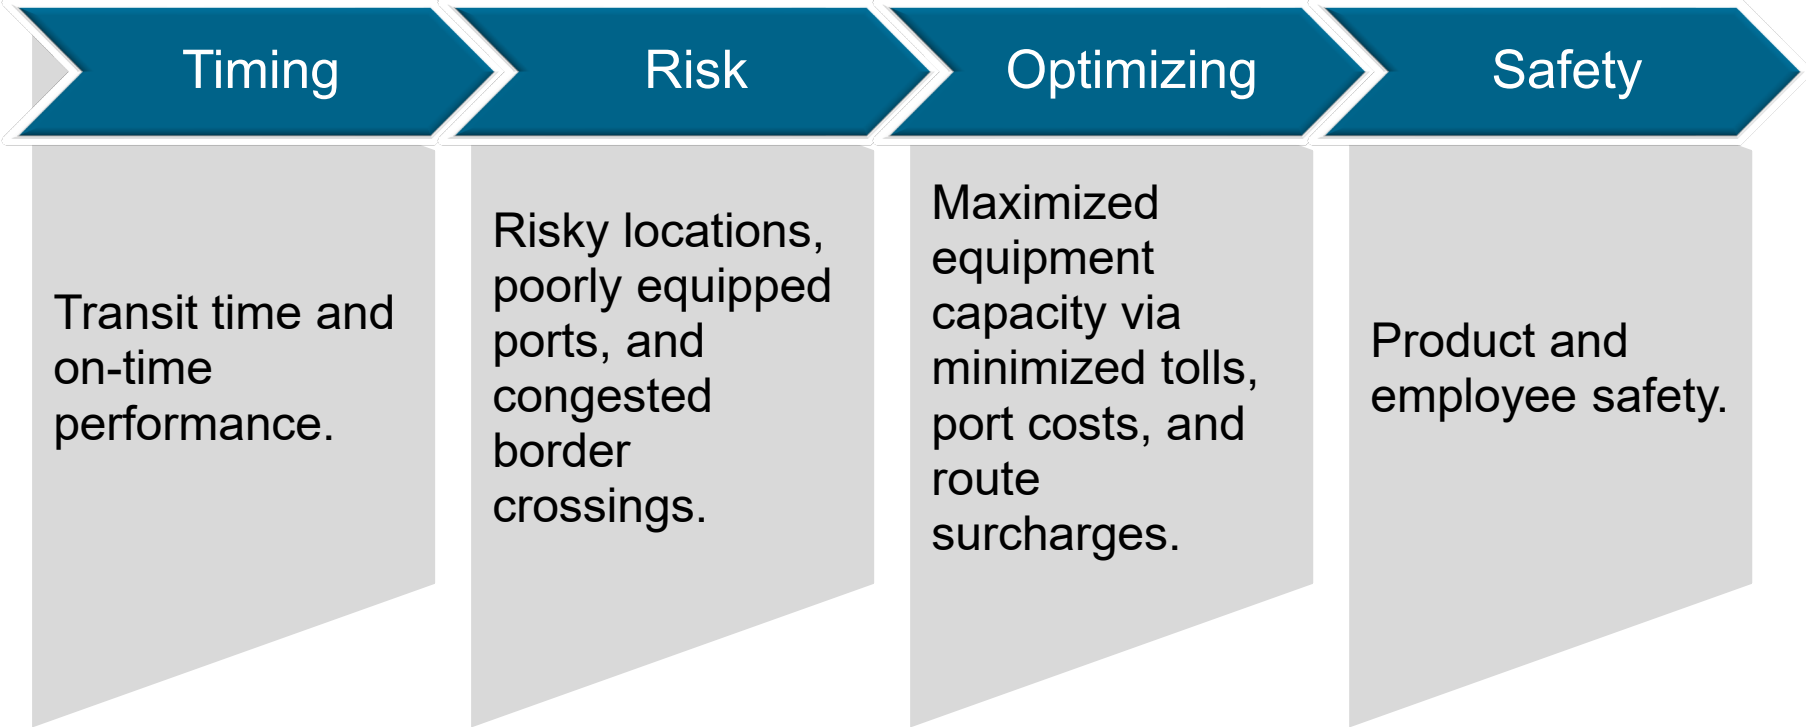 Timing
Risk
Optimizing
Safety
Transit time and
on-time
performance.
Risky locations,
poorly equipped
ports, and
congested
border
crossings.
Maximized
equipment
capacity via
minimized tolls,
port costs, and
route
surcharges.
Product and
employee safety.